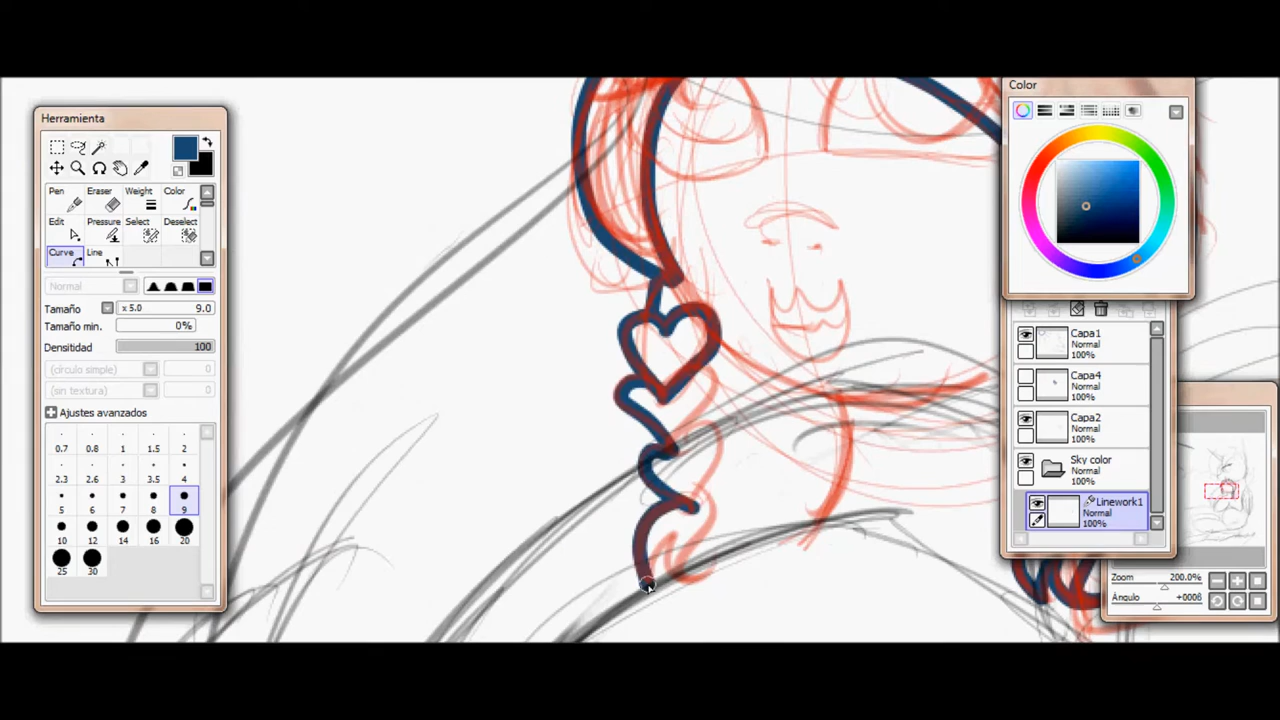 Herramienta
Pen
Eraser
Weight
Color
Edit
Pressure
Select
Deselect
Curve
Line
Normal
Tamaño x 5.0 9.0
Tamaño min. 0%
Densitidad 100
(círculo simple)
(sin textura)
Ajustes avanzados
0.7 0.8 1 1.5 2
2.3 2.6 3 3.5 4
5 6 7 8 9
10 12 14 16 20
25 30
Color
Capa1
Normal
100%
Capa4
Normal
100%
Capa2
Normal
100%
Sky color
Normal
100%
Linework1
Normal
100%
Zoom 200.0%
Ángulo +0006